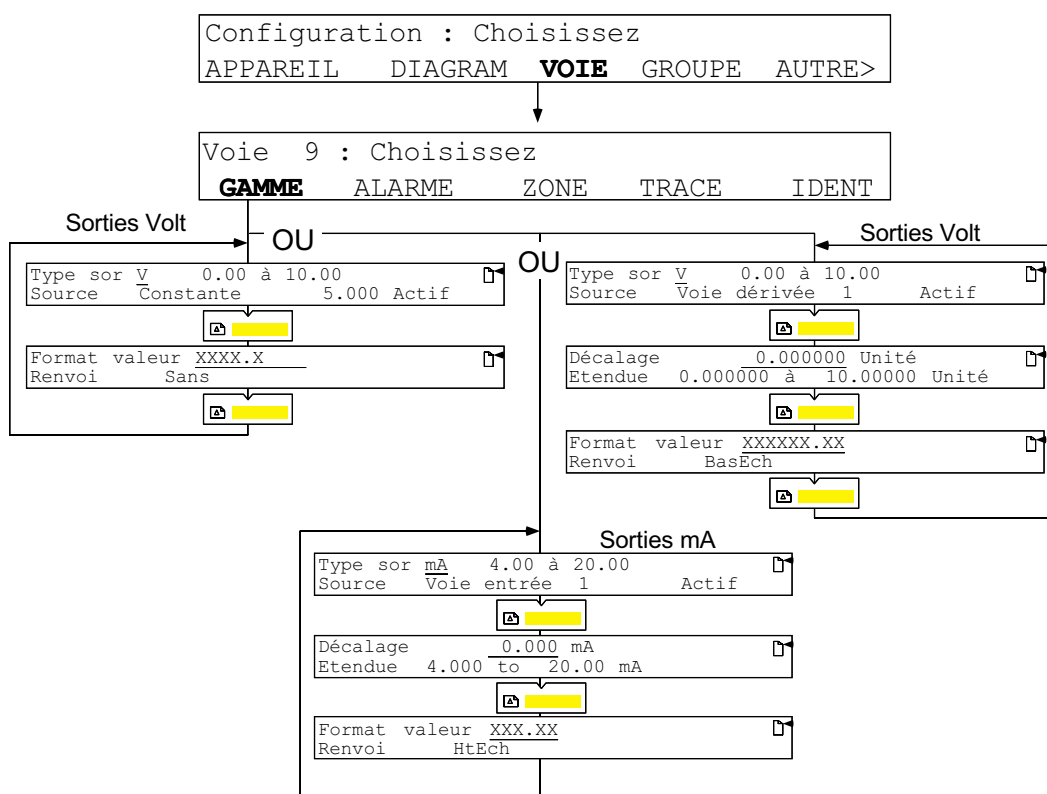 Configuration : Choisissez
APPAREIL DIAGRAM VOIE GROUPE AUTRE>
Voie 9 : Choisissez
GAMME ALARME ZONE TRACE IDENT
Sorties Volt
OU
Type sor V 0.00 à 10.00
Source Constante 5.000 Actif
Format valeur XXXX.X
Renvoi Sans
OU
Sorties Volt
Type sor V 0.00 à 10.00
Source Voie dérivée 1 Actif
Décalage 0.000000 Unité
Etendue 0.000000 à 10.00000 Unité
Format valeur XXXXXX.XX
Renvoi BasEch
Sorties mA
Type sor mA 4.00 à 20.00
Source Voie entrée 1 Actif
Décalage 0.000 mA
Etendue 4.000 to 20.00 mA
Format valeur XXX.XX
Renvoi HtEch